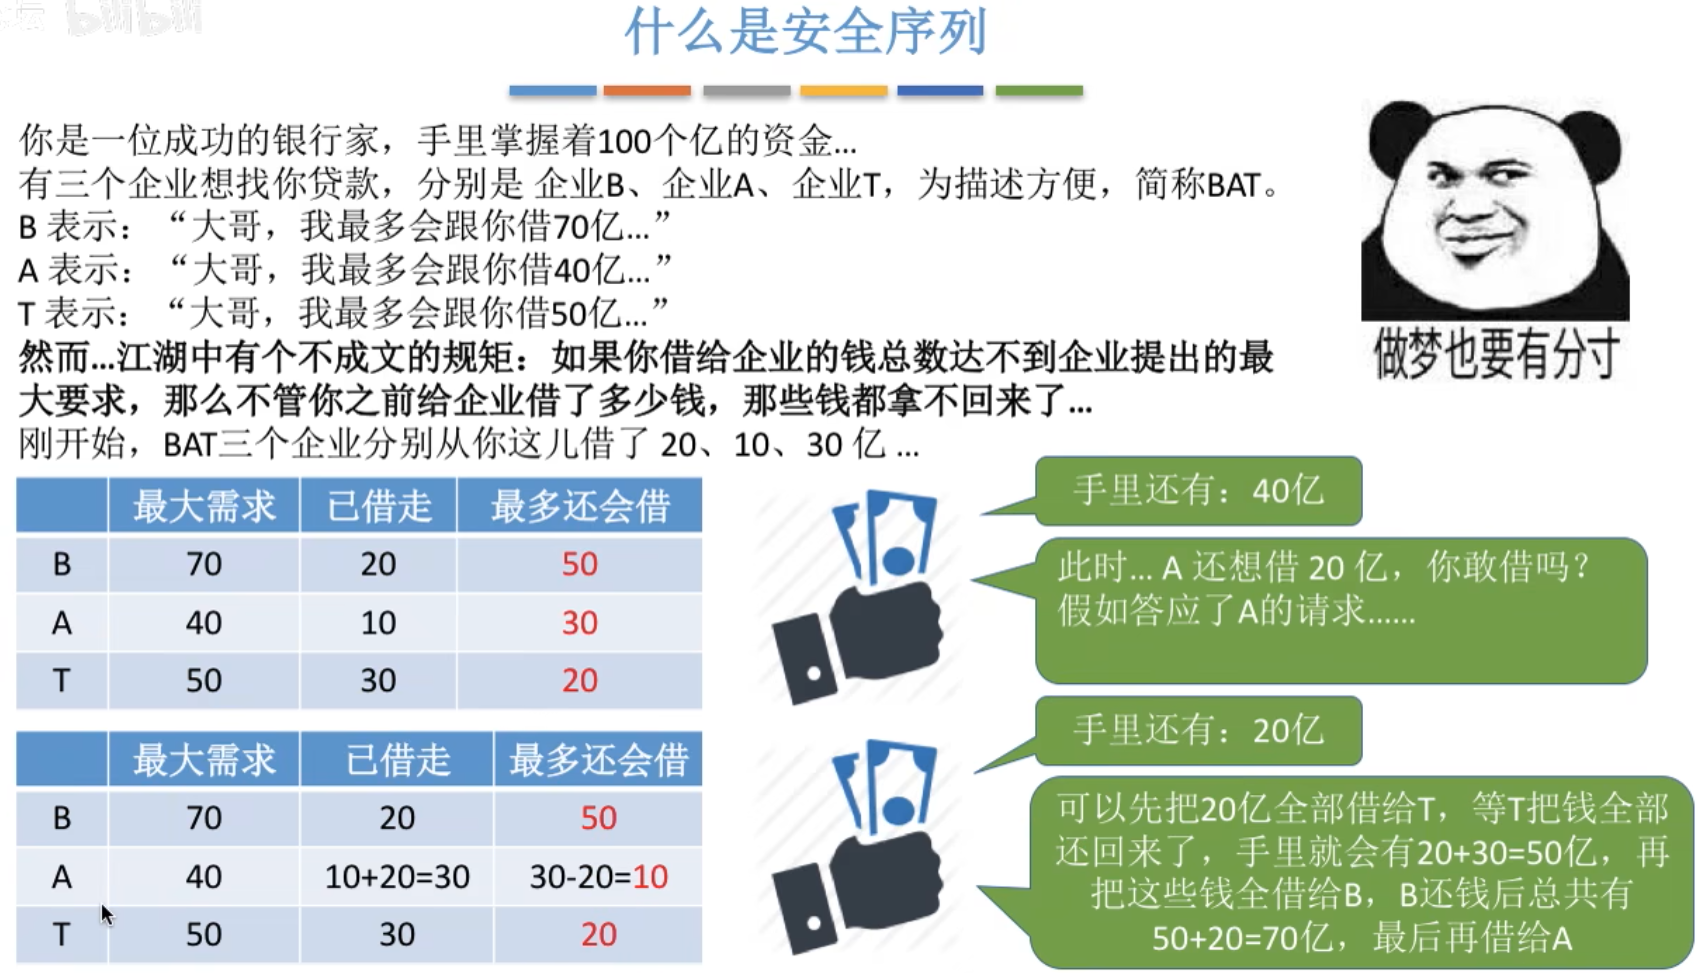 bilibili
什么是安全序列
你是一位成功的银行家，手里掌握着100个亿的资金...
有三个企业想找你贷款，分别是 企业B、企业A、企业T，为描述方便，简称BAT。
B 表示：“大哥，我最多会跟你借70亿...”
A 表示：“大哥，我最多会跟你借40亿...”
T 表示：“大哥，我最多会跟你借50亿...”
然而...江湖中有个不成文的规矩：如果你借给企业的钱总数达不到企业提出的最
大要求，那么不管你之前给企业借了多少钱，那些钱都拿不回来了...
刚开始，BAT三个企业分别从你这儿借了 20、10、30 亿 ...
做梦也要有分寸
最大需求 已借走 最多还会借
B 70 20 50
A 40 10 30
T 50 30 20
手里还有：40亿
此时... A 还想借 20 亿，你敢借吗？
假如答应了A的请求......
最大需求 已借走 最多还会借
B 70 20 50
A 40 10+20=30 30-20=10
T 50 30 20
手里还有：20亿
可以先把20亿全部借给T，等T把钱全部
还回来了，手里就会有20+30=50亿，再
把这些钱全借给B，B还钱后总共有
50+20=70亿，最后再借给A